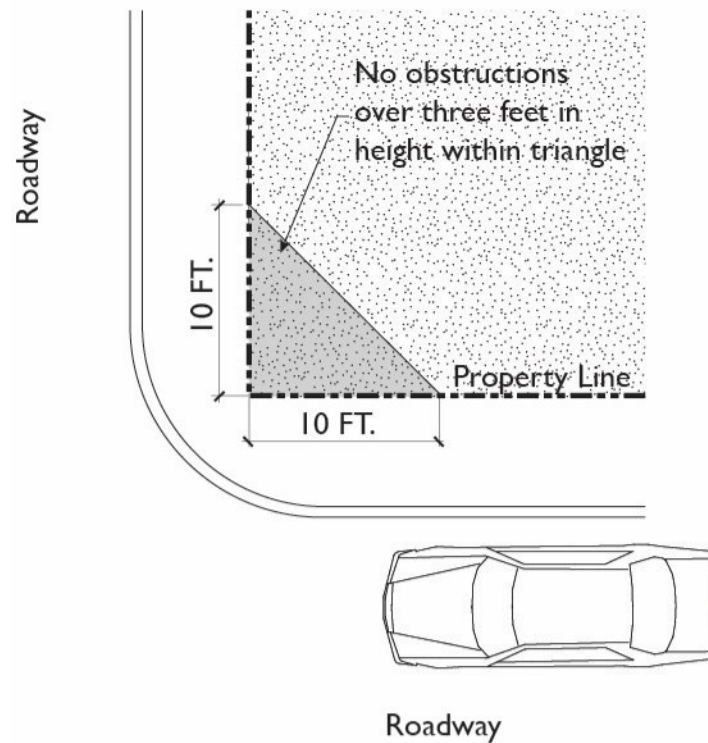 No obstructions
over three feet in
height within triangle
Roadway
10 FT.
Property Line
10 FT.
Roadway